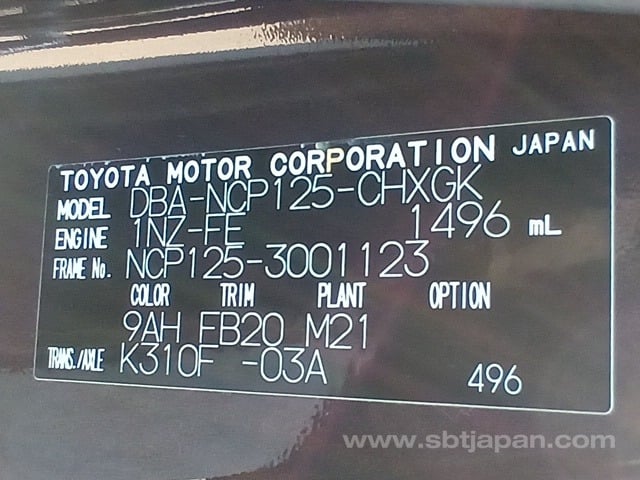 TOYOTA MOTOR CORPORATION JAPAN
MODEL DBA-NCP125-CHXGK
ENGINE 1NZ-FE 1496 mL
FRAME No. NCP125-3001123
COLOR TRIM PLANT OPTION
9AH FB20 M21
TRANS./AXLE K310F -03A 496
www.sbtjapan.com